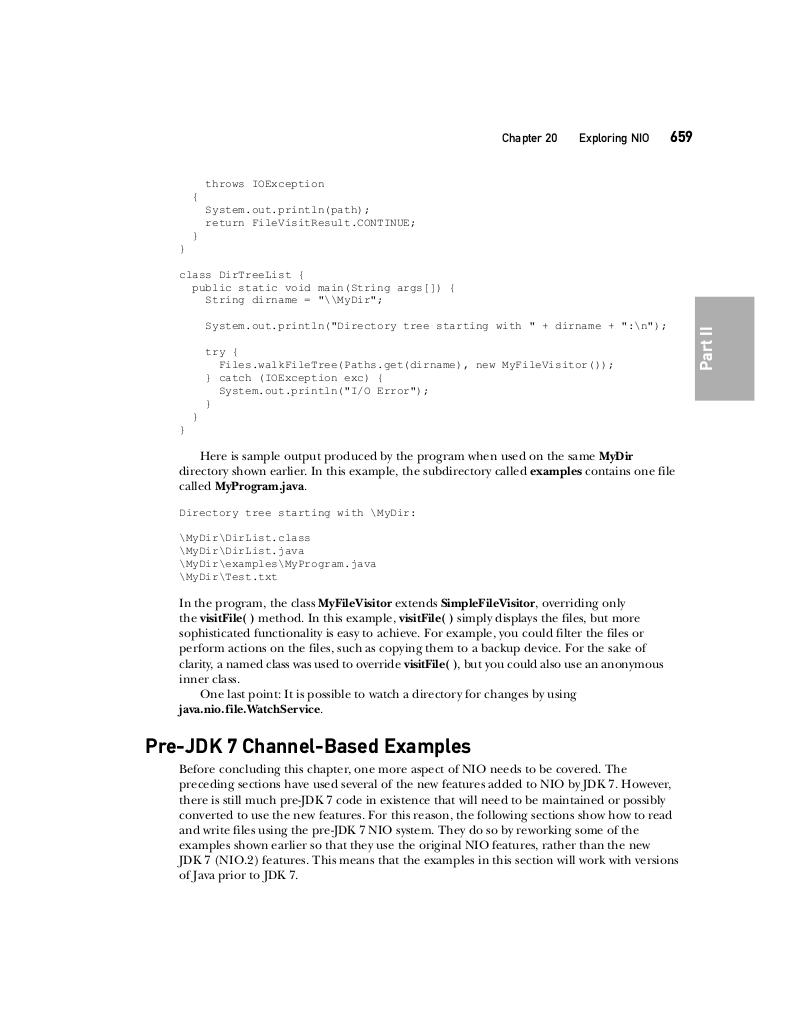 Chapter 20 Exploring NIO 659
    throws IOException
  {
    System.out.println(path);
    return FileVisitResult.CONTINUE;
  }
}
class DirTreeList {
  public static void main(String args[]) {
    String dirname = "\\MyDir";
    System.out.println("Directory tree starting with " + dirname + ":\n");
    try {
      Files.walkFileTree(Paths.get(dirname), new MyFileVisitor());
    } catch (IOException exc) {
      System.out.println("I/O Error");
    }
  }
}
Part II
Here is sample output produced by the program when used on the same MyDir
directory shown earlier. In this example, the subdirectory called examples contains one file
called MyProgram.java.
Directory tree starting with \MyDir:
\MyDir\DirList.class
\MyDir\DirList.java
\MyDir\examples\MyProgram.java
\MyDir\Test.txt
In the program, the class MyFileVisitor extends SimpleFileVisitor, overriding only
the visitFile( ) method. In this example, visitFile( ) simply displays the files, but more
sophisticated functionality is easy to achieve. For example, you could filter the files or
perform actions on the files, such as copying them to a backup device. For the sake of
clarity, a named class was used to override visitFile( ), but you could also use an anonymous
inner class.
One last point: It is possible to watch a directory for changes by using
java.nio.file.WatchService.
Pre-JDK 7 Channel-Based Examples
Before concluding this chapter, one more aspect of NIO needs to be covered. The
preceding sections have used several of the new features added to NIO by JDK 7. However,
there is still much pre-JDK 7 code in existence that will need to be maintained or possibly
converted to use the new features. For this reason, the following sections show how to read
and write files using the pre-JDK 7 NIO system. They do so by reworking some of the
examples shown earlier so that they use the original NIO features, rather than the new
JDK 7 (NIO.2) features. This means that the examples in this section will work with versions
of Java prior to JDK 7.